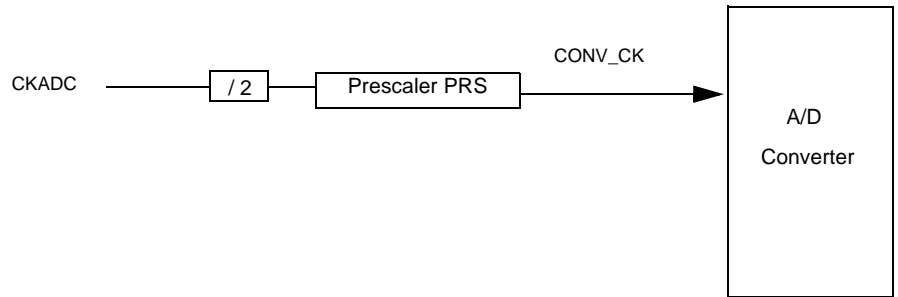 CONV_CK
CKADC
/ 2
Prescaler PRS
A/D
Converter